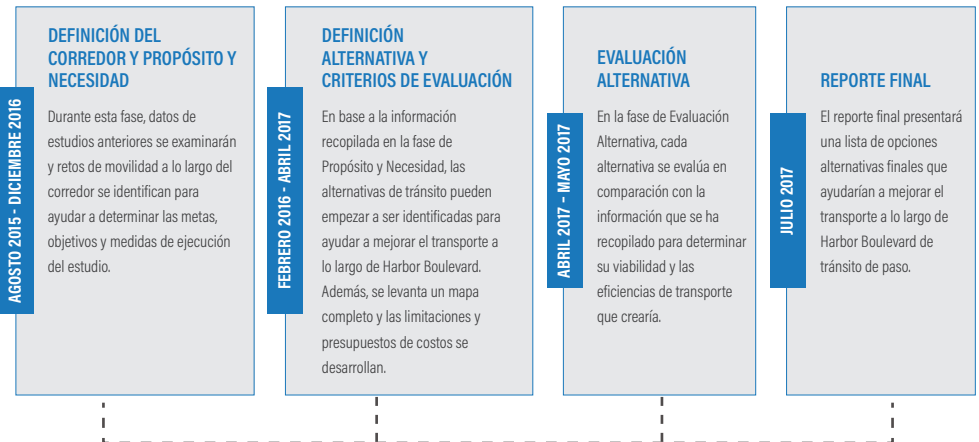 AGOSTO 2015 - DICIEMBRE 2016
DEFINICIÓN DEL
CORREDOR Y PROPÓSITO Y
NECESIDAD
Durante esta fase, datos de
estudios anteriores se examinarán
y retos de movilidad a lo largo del
corredor se identifican para
ayudar a determinar las metas,
objetivos y medidas de ejecución
del estudio.
FEBRERO 2016 - ABRIL 2017
DEFINICIÓN
ALTERNATIVA Y
CRITERIOS DE EVALUACIÓN
En base a la información
recopilada en la fase de
Propósito y Necesidad, las
alternativas de tránsito pueden
empezar a ser identificadas para
ayudar a mejorar el transporte a
lo largo de Harbor Boulevard.
Además, se levanta un mapa
completo y las limitaciones y
presupuestos de costos se
desarrollan.
ABRIL 2017 – MAYO 2017
EVALUACIÓN
ALTERNATIVA
En la fase de Evaluación
Alternativa, cada
alternativa se evalúa en
comparación con la
información que se ha
recopilado para determinar
su viabilidad y las
eficiencias de transporte
que crearía.
JULIO 2017
REPORTE FINAL
El reporte final presentará
una lista de opciones
alternativas finales que
ayudarían a mejorar el
transporte a lo largo de
Harbor Boulevard de
tránsito de paso.